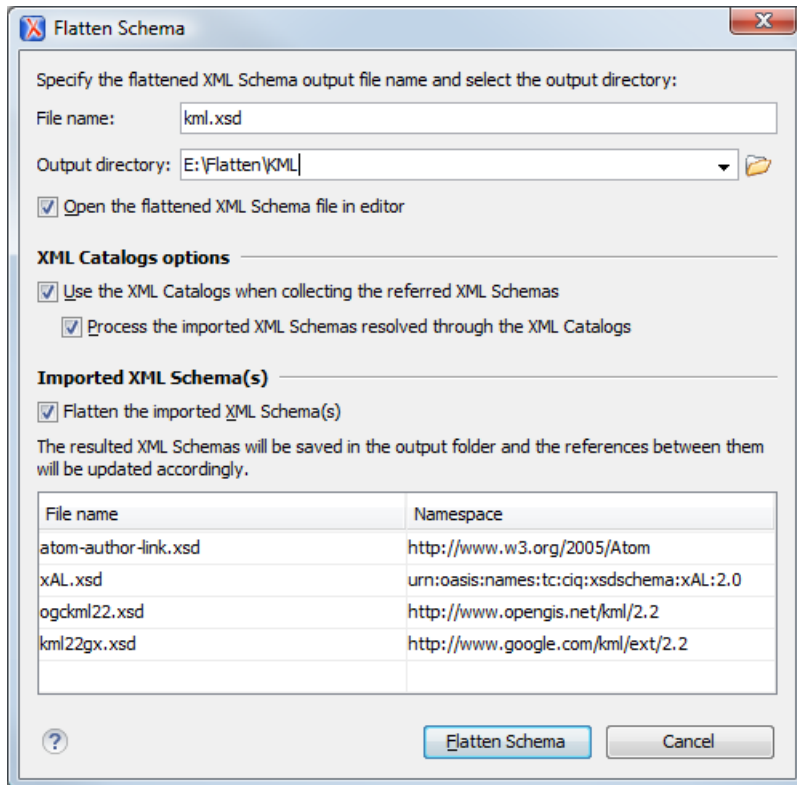 Flatten Schema
Specify the flattened XML Schema output file name and select the output directory:
File name: kml.xsd
Output directory: E:\Flatten\KML
Open the flattened XML Schema file in editor
XML Catalogs options
Use the XML Catalogs when collecting the referred XML Schemas
Process the imported XML Schemas resolved through the XML Catalogs
Imported XML Schema(s)
Flatten the imported XML Schema(s)
The resulted XML Schemas will be saved in the output folder and the references between them
will be updated accordingly.
File name Namespace
atom-author-link.xsd http://www.w3.org/2005/Atom
xAL.xsd urn:oasis:names:tc:ciq:xsdschema:xAL:2.0
ogckml22.xsd http://www.opengis.net/kml/2.2
kml22gx.xsd http://www.google.com/kml/ext/2.2
? Flatten Schema Cancel